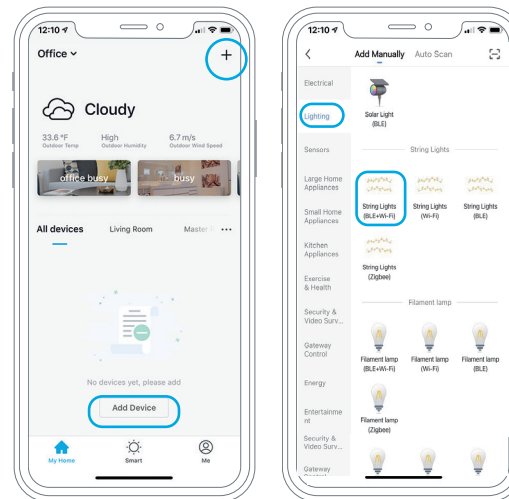 12:10
Office
+
Cloudy
33.6 °F High 6.7 m/s
Outdoor Temp Outdoor Humidity Outdoor Wind Speed
office busy busy
All devices Living Room Master
No devices yet, please add
Add Device
My Home Smart Me
12:10
Add Manually Auto Scan
Electrical
Lighting
Sensors
Large Home
Appliances
Small Home
Appliances
Kitchen
Appliances
Exercise
& Health
Security &
Video Surv...
Gateway
Control
Energy
Entertainme
nt
Security &
Video Surv...
Gateway
Control
Solar Light
(BLE)
String Lights
String Lights String Lights String Lights
(BLE+Wi-Fi) (Wi-Fi) (BLE)
String Lights
(Zigbee)
Filament lamp
Filament lamp Filament lamp Filament lamp
(BLE+Wi-Fi) (Wi-Fi) (BLE)
Filament lamp
(Zigbee)